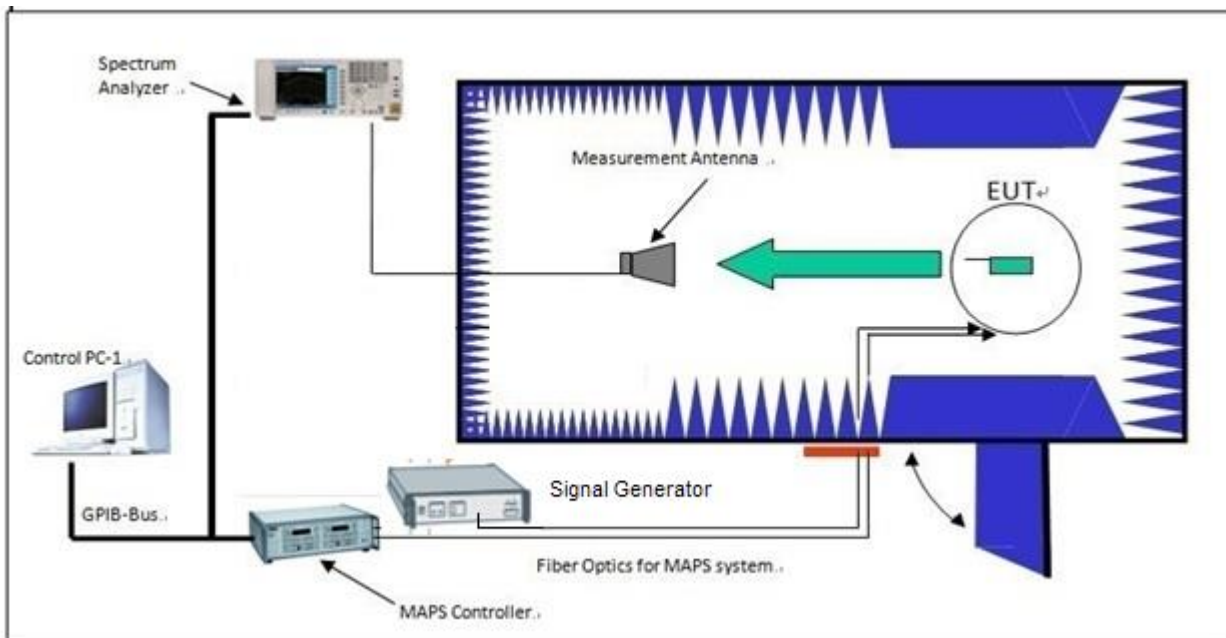 Spectrum
Analyzer
Measurement Antenna
EUT
Control PC-1
Signal Generator
GPIB-Bus
Fiber Optics for MAPS system
MAPS Controller